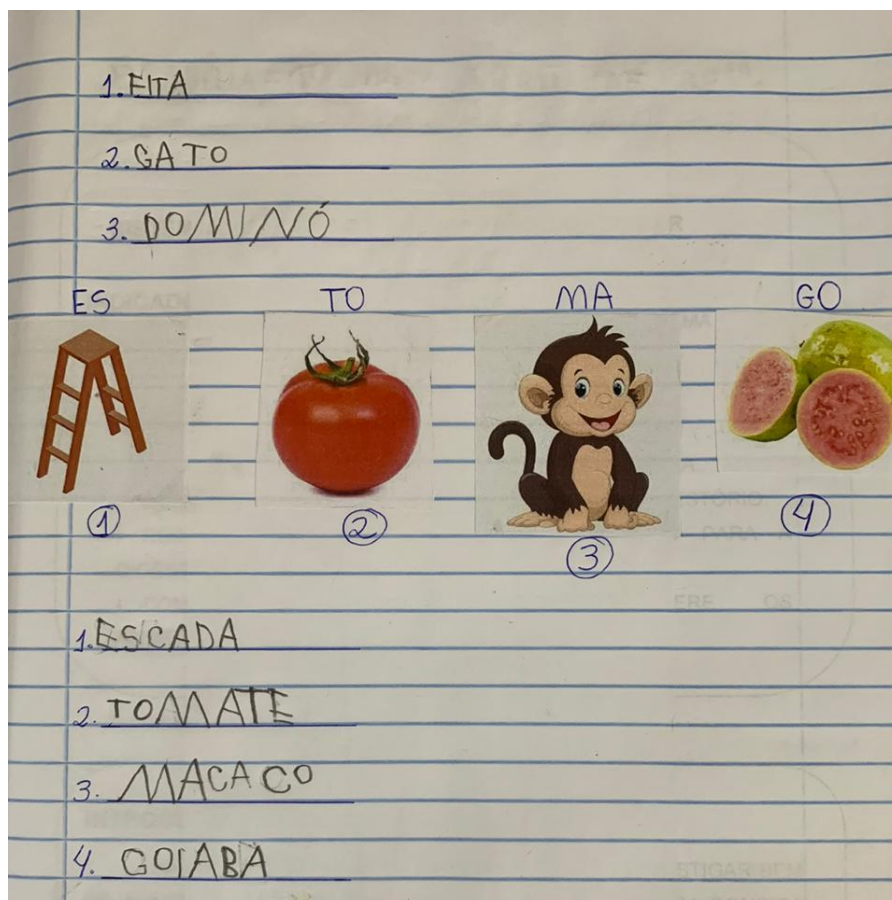 1. FITA
2. GATO
3. DOMINÓ
ES TO MA GO
1 2 3 4
1. ESCADA
2. TOMATE
3. MACACO
4. GOIABA